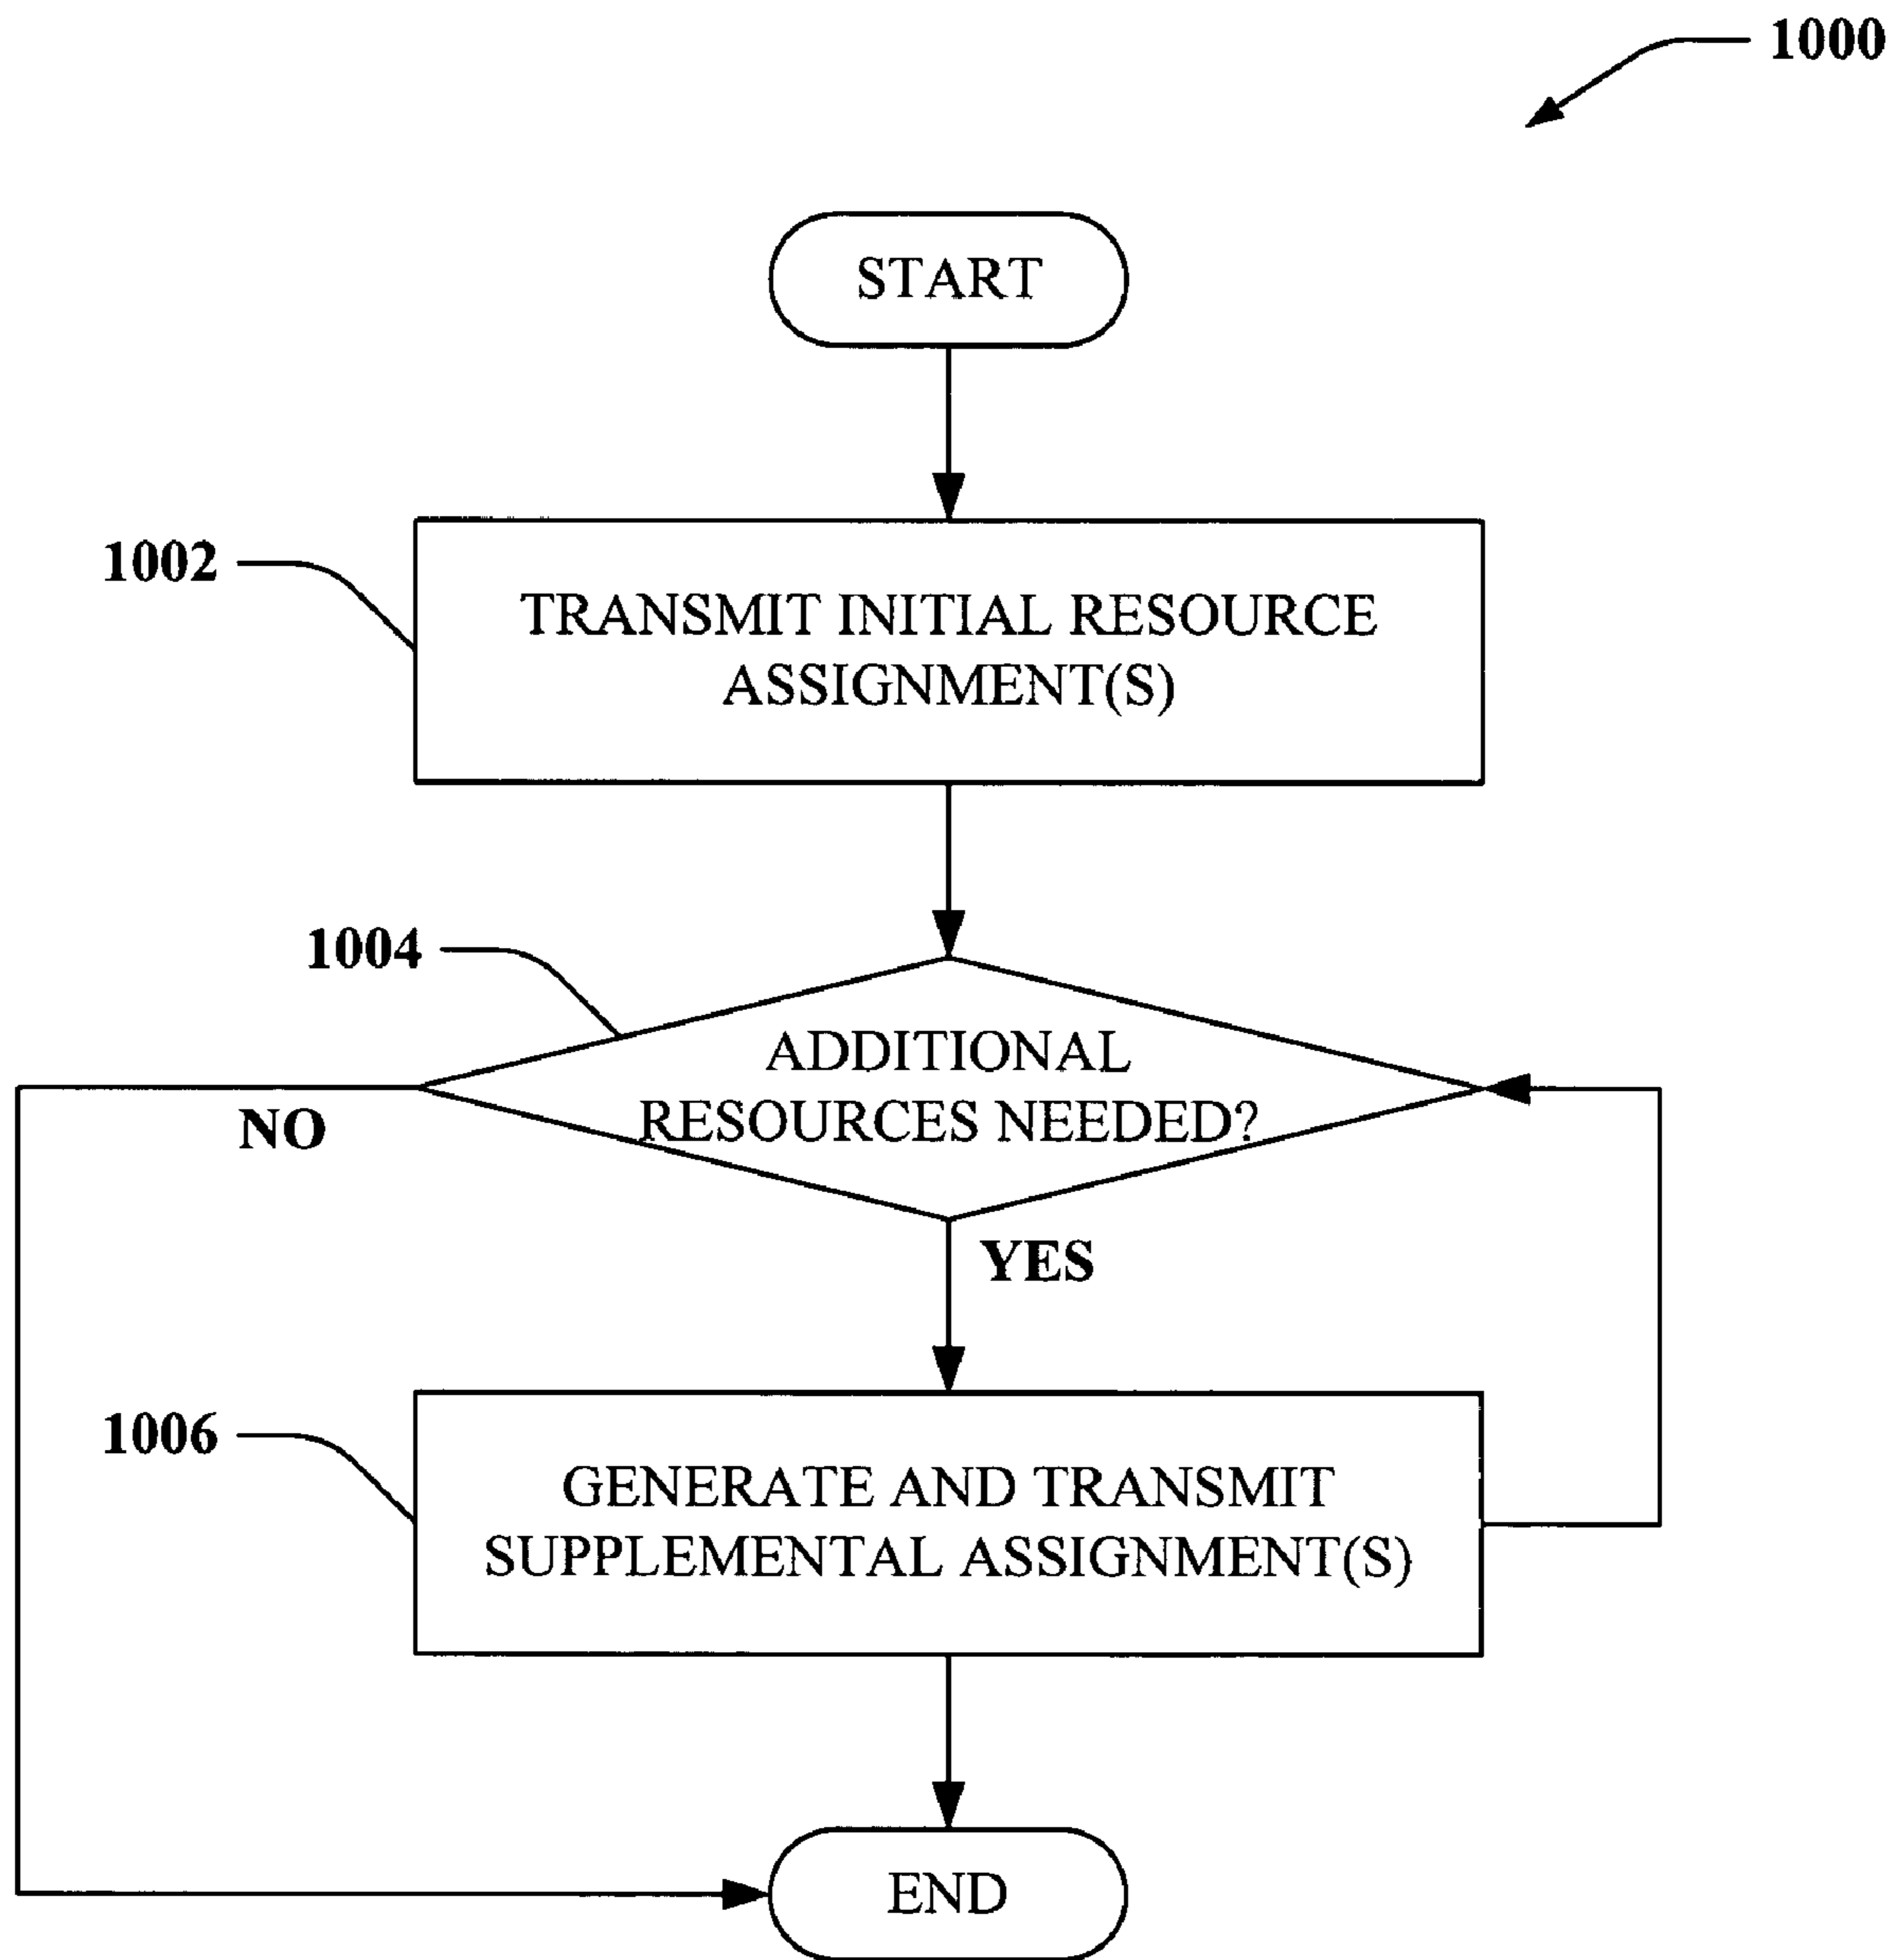 1000
START
1002
TRANSMIT INITIAL RESOURCE
ASSIGNMENT(S)
1004
ADDITIONAL
RESOURCES NEEDED?
NO
YES
1006
GENERATE AND TRANSMIT
SUPPLEMENTAL ASSIGNMENT(S)
END